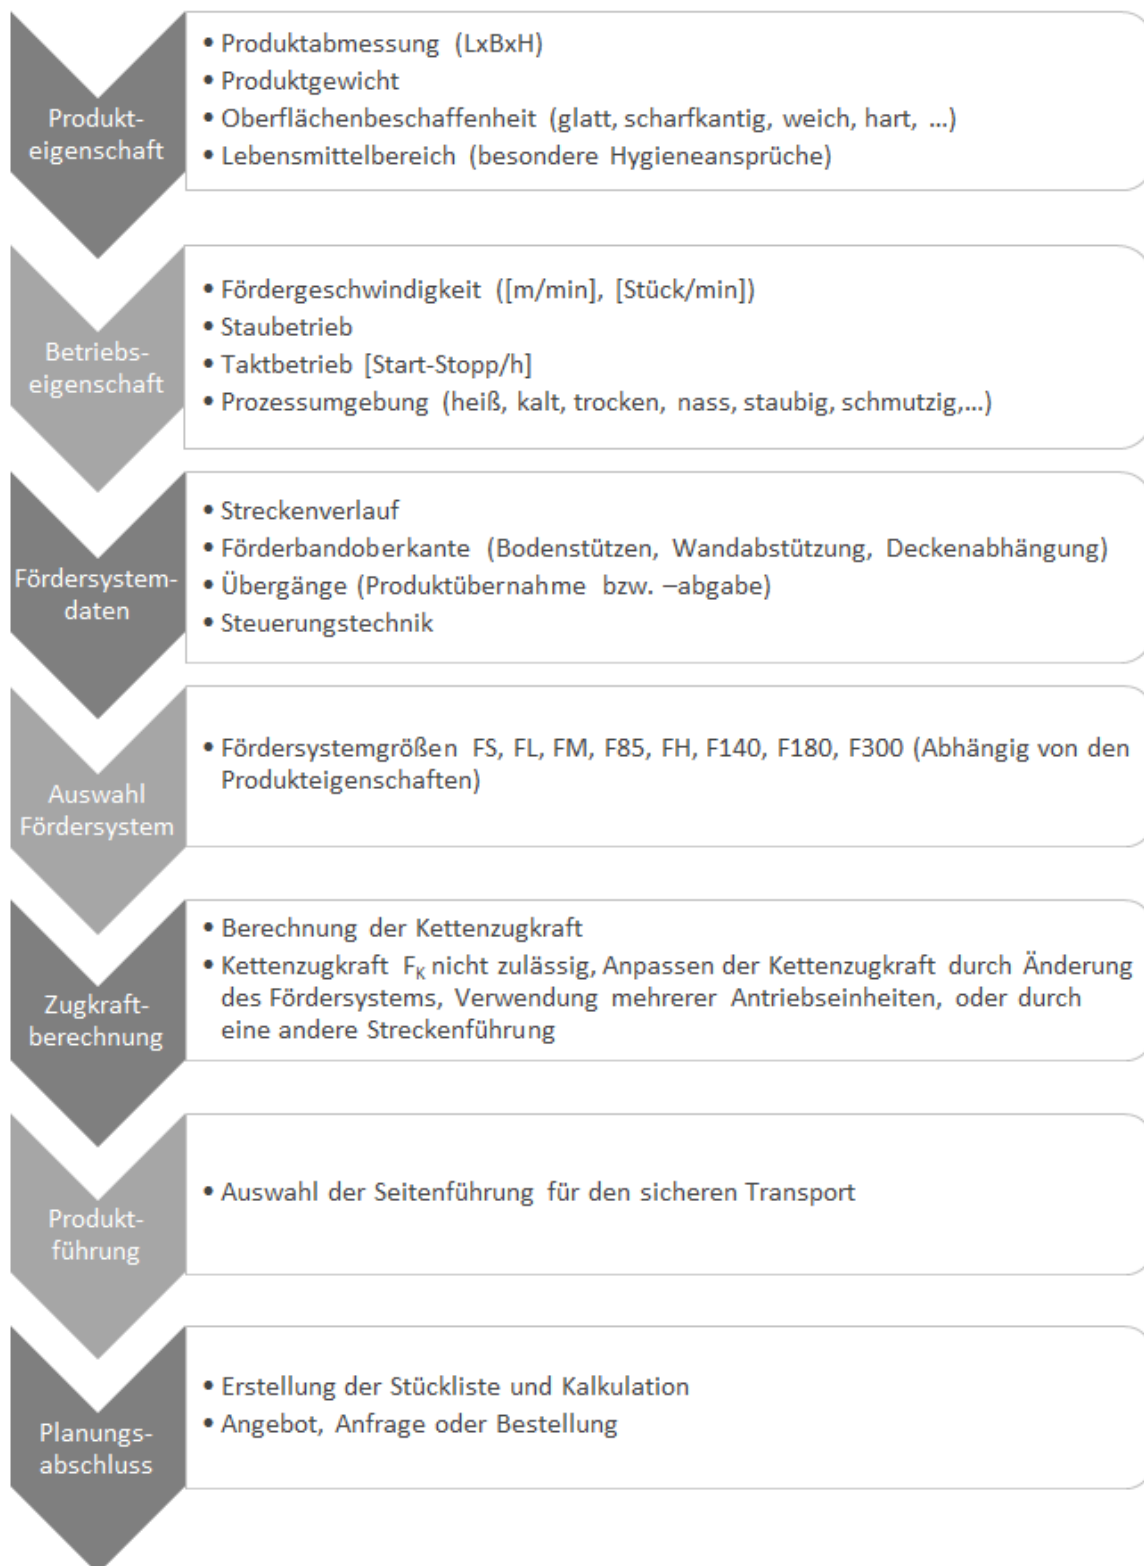 Produkt-
eigenschaft
• Produktabmessung (LxBxH)
• Produktgewicht
• Oberflächenbeschaffenheit (glatt, scharfkantig, weich, hart, ...)
• Lebensmittelbereich (besondere Hygieneansprüche)
Betriebs-
eigenschaft
• Fördergeschwindigkeit ([m/min], [Stück/min])
• Staubetrieb
• Taktbetrieb [Start-Stopp/h]
• Prozessumgebung (heiß, kalt, trocken, nass, staubig, schmutzig,...)
Fördersystem-
daten
• Streckenverlauf
• Förderbandoberkante (Bodenstützen, Wandabstützung, Deckenabhängung)
• Übergänge (Produktübernahme bzw. –abgabe)
• Steuerungstechnik
Auswahl
Fördersystem
• Fördersystemgrößen FS, FL, FM, F85, FH, F140, F180, F300 (Abhängig von den
Produkteigenschaften)
Zugkraft-
berechnung
• Berechnung der Kettenzugkraft
• Kettenzugkraft FK nicht zulässig, Anpassen der Kettenzugkraft durch Änderung
des Fördersystems, Verwendung mehrerer Antriebseinheiten, oder durch
eine andere Streckenführung
Produkt-
führung
• Auswahl der Seitenführung für den sicheren Transport
Planungs-
abschluss
• Erstellung der Stückliste und Kalkulation
• Angebot, Anfrage oder Bestellung